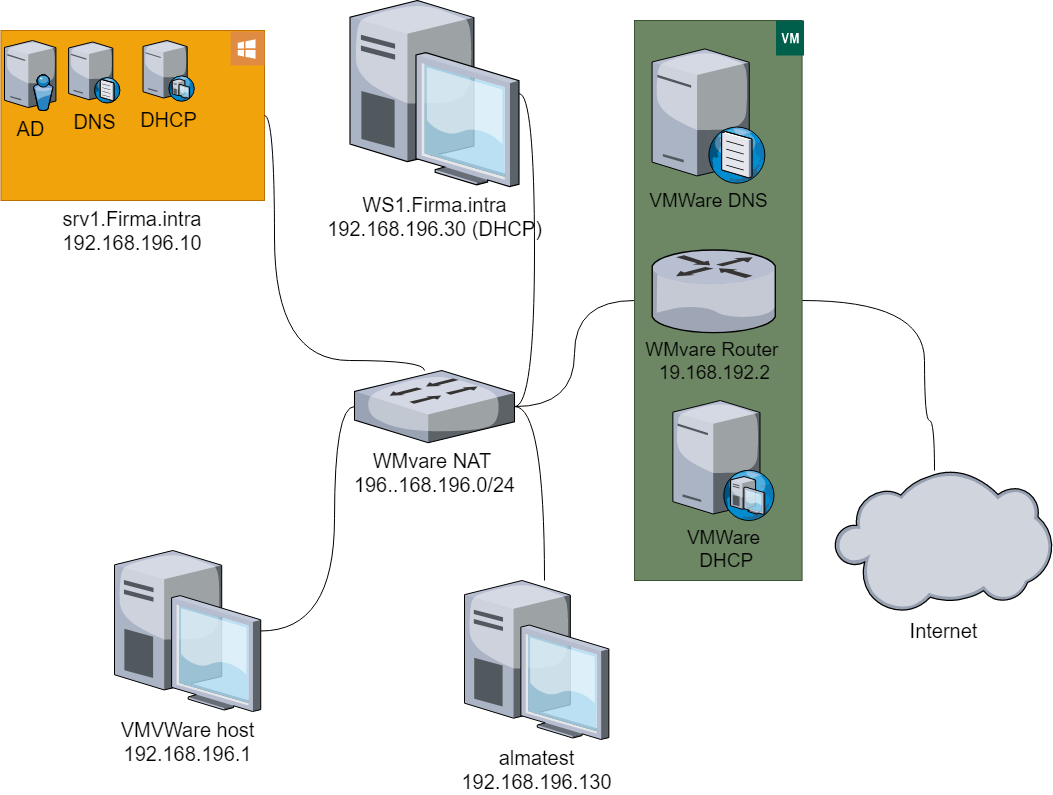 AD
DNS
DHCP
srv1.Firma.intra
192.168.196.10
WS1.Firma.intra
192.168.196.30 (DHCP)
VM
VMWare DNS
WMvare Router
19.168.192.2
VMWare
DHCP
WMvare NAT
196..168.196.0/24
Internet
VMVWare host
192.168.196.1
almatest
192.168.196.130